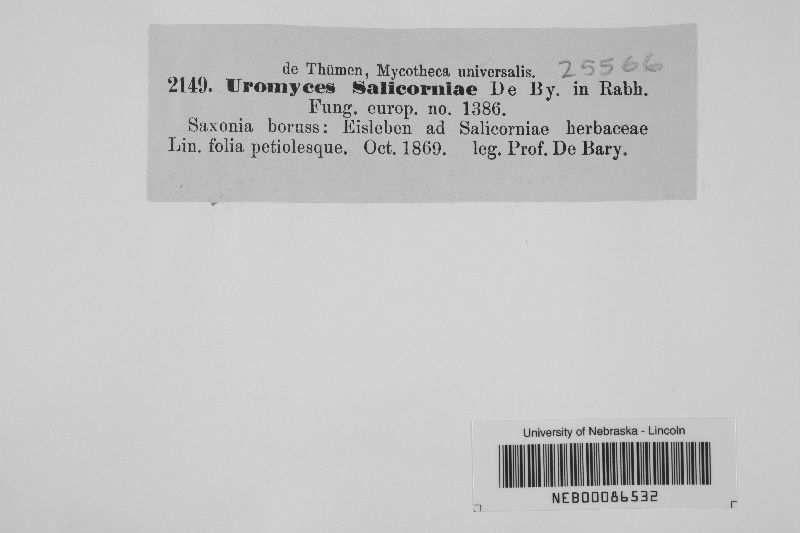 de Thümen, Mycotheca universalis. 25566
2149. Uromyces Salicorniae De By. in Rabh.
Fung. europ. no. 1386.
Saxonia boruss: Eisleben ad Salicorniae herbaceae
Lin. folia petiolesque. Oct. 1869. leg. Prof. De Bary.
University of Nebraska - Lincoln
NEB00086532